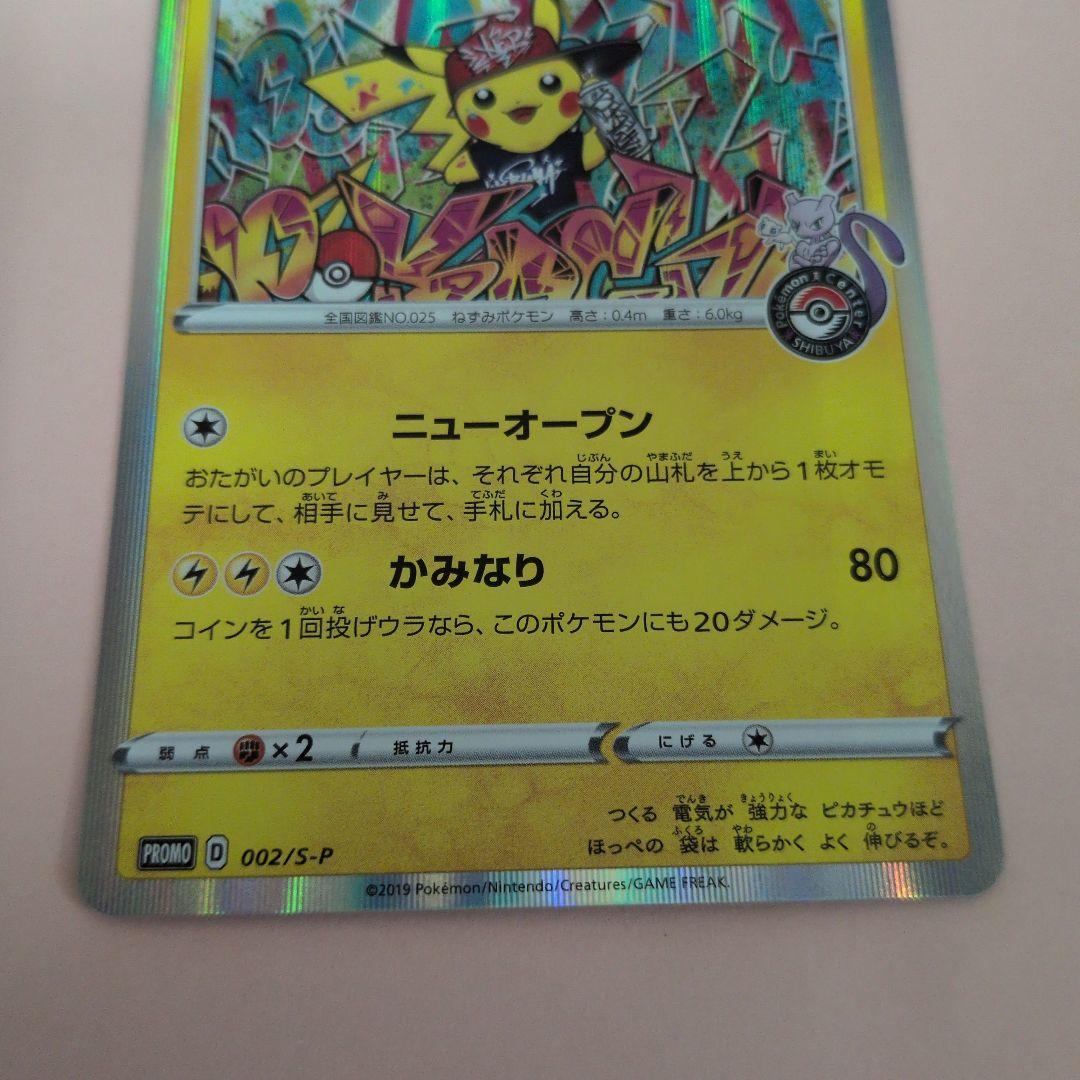 全国図鑑NO.025 ねずみポケモン 高さ：0.4m 重さ：6.0kg
Pokémon Center
SHIBUYA
ニューオープン
おたがいのプレイヤーは、それぞれ自分の山札を上から1枚オモ
テにして、相手に見せて、手札に加える。
かみなり 80
コインを1回投げウラなら、このポケモンにも20ダメージ。
弱点 ×2 抵抗力 にげる
つくる 電気が 強力な ピカチュウほど
ほっぺの 袋は 軟らかく よく 伸びるぞ。
PROMO D 002/S-P
©2019 Pokémon/Nintendo/Creatures/GAME FREAK.